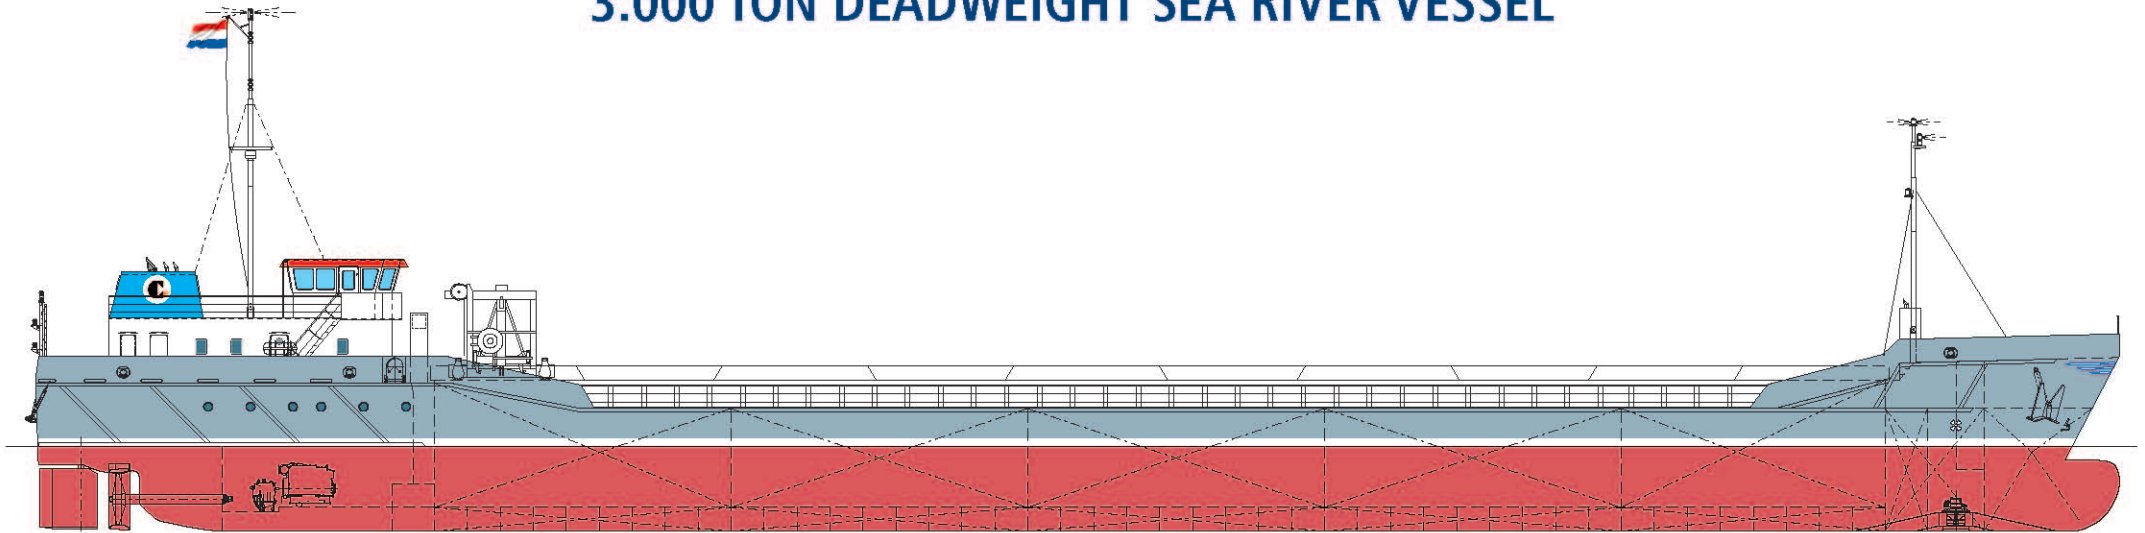 3.000 TON DEADWEIGHT SEA RIVER VESSEL
C